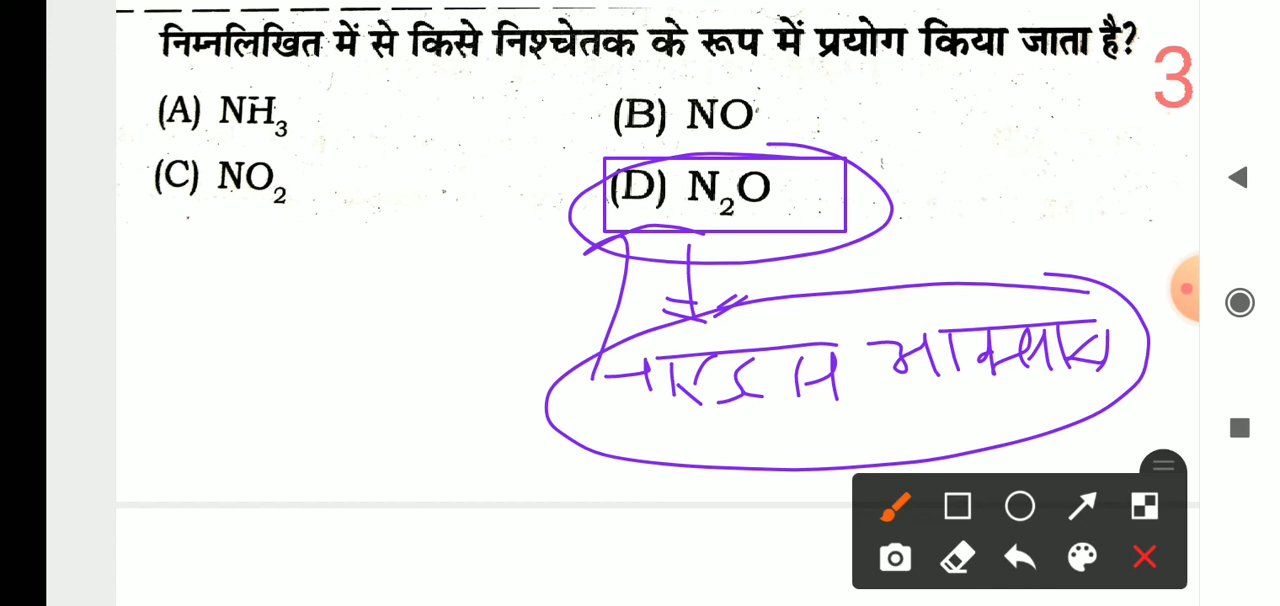 निम्नलिखित में से किसे निश्चेतक के रूप में प्रयोग किया जाता है?
3
(A) NH₃
(B) NO
(C) NO₂
(D) N₂O